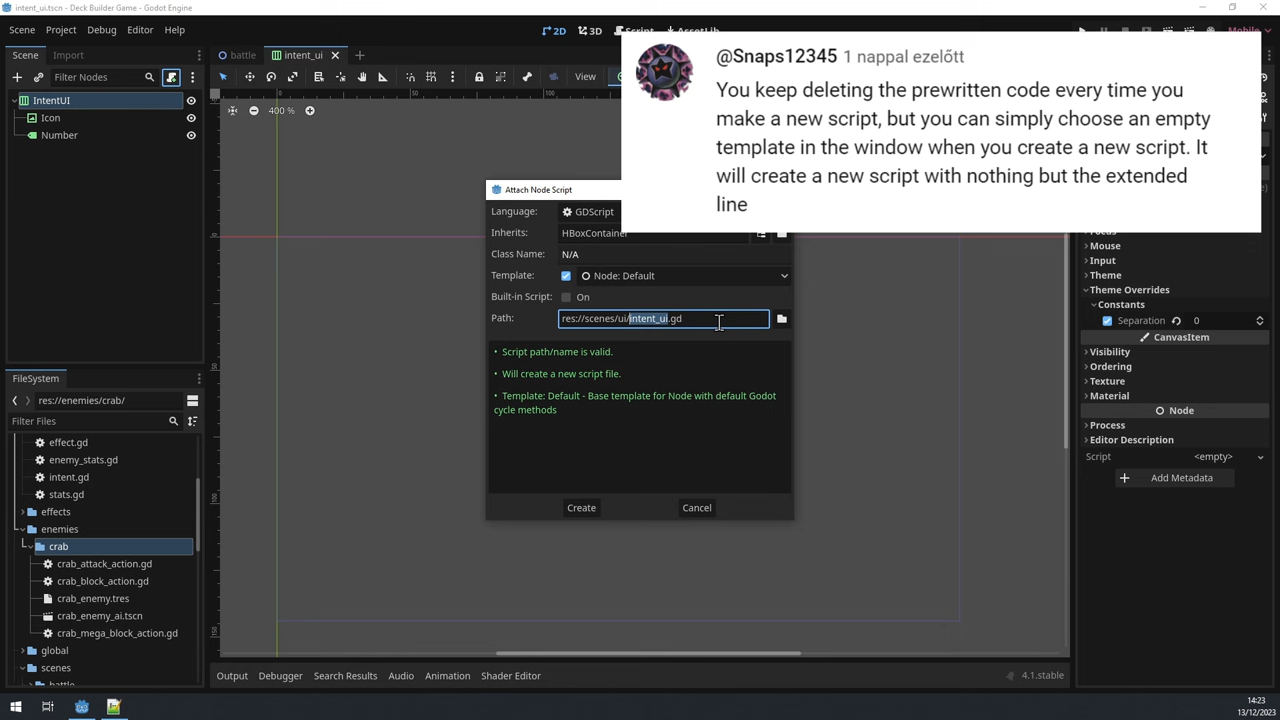 intent_ui.tscn - Deck Builder Game - Godot Engine
Scene Project Debug Editor Help
2D 3D Script AssetLib
Mobile
Scene Import
battle intent_ui
Filter Nodes
View
IntentUI
Icon
Number
100
400 %
@Snaps12345 1 nappal ezelőtt
You keep deleting the prewritten code every time you
make a new script, but you can simply choose an empty
template in the window when you create a new script. It
will create a new script with nothing but the extended
line
Attach Node Script
Language: GDScript
Inherits: HBoxContainer
Class Name: N/A
Template: Node: Default
Built-in Script: On
Path: res://scenes/ui/intent_ui.gd
• Script path/name is valid.
• Will create a new script file.
• Template: Default - Base template for Node with default Godot
cycle methods
Create Cancel
Focus
Mouse
Input
Theme
Theme Overrides
Constants
Separation 0
CanvasItem
Visibility
Ordering
Texture
Material
Node
Process
Editor Description
Script <empty>
Add Metadata
FileSystem
res://enemies/crab/
Filter Files
effect.gd
enemy_stats.gd
intent.gd
stats.gd
effects
enemies
crab
crab_attack_action.gd
crab_block_action.gd
crab_enemy.tres
crab_enemy_ai.tscn
crab_mega_block_action.gd
global
scenes
battle
Output Debugger Search Results Audio Animation Shader Editor
4.1.stable
14:23
13/12/2023